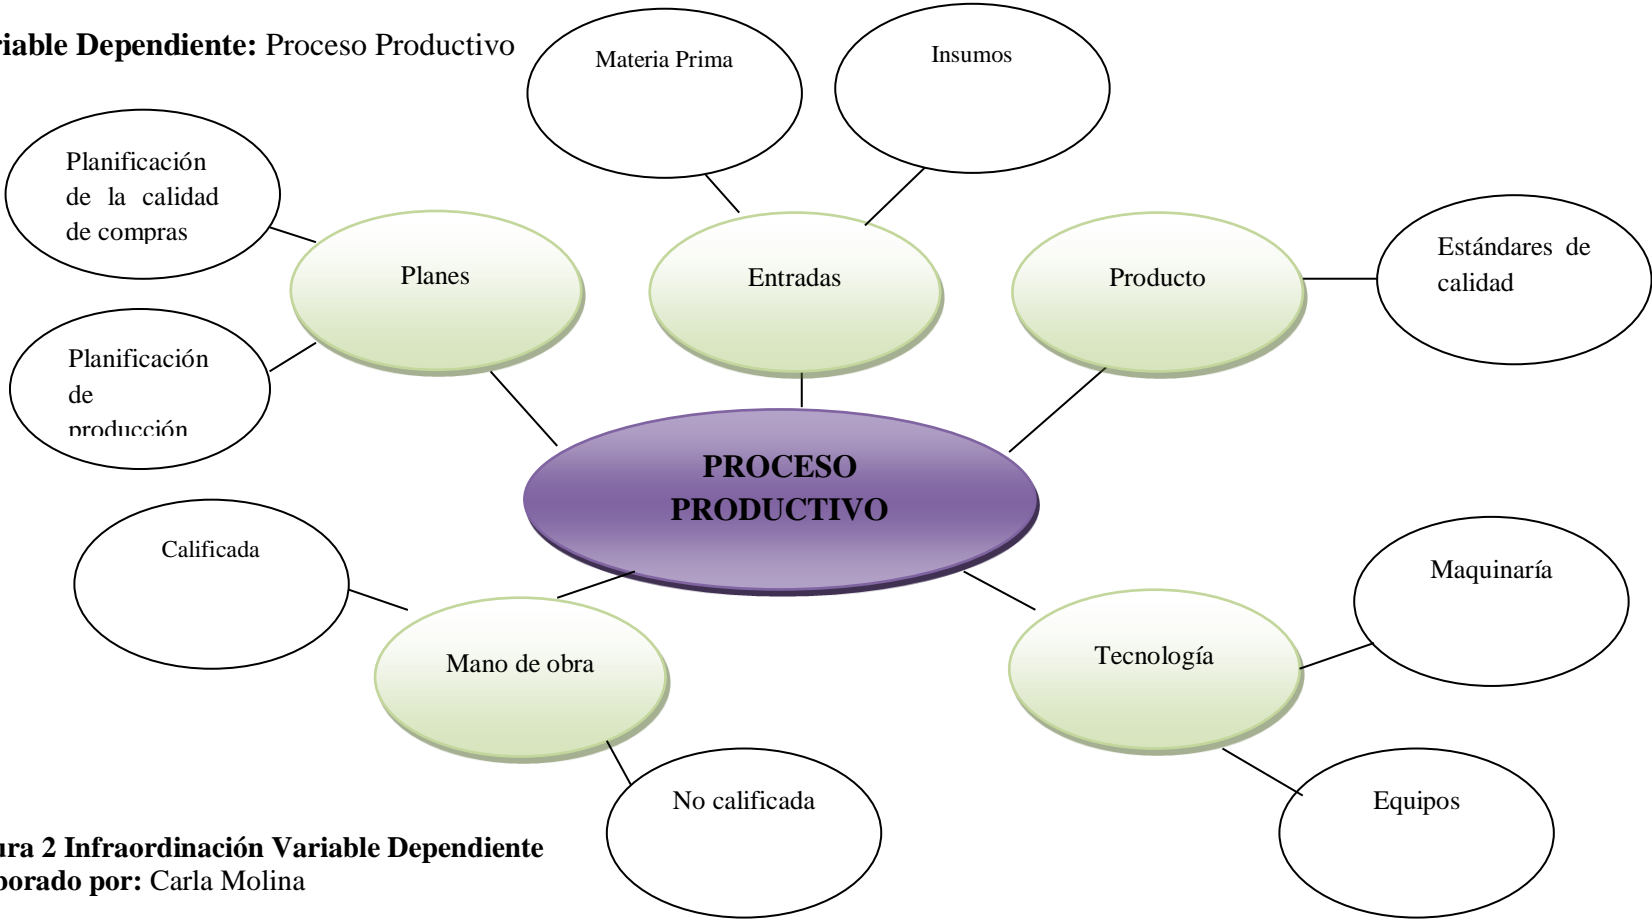 riable Dependiente: Proceso Productivo
Materia Prima
Insumos
Planificación
de la calidad
de compras
Planes
Entradas
Producto
Estándares de
calidad
Planificación
de
producción
PROCESO
PRODUCTIVO
Calificada
Mano de obra
Tecnología
Maquinaría
No calificada
Equipos
ura 2 Infraordinación Variable Dependiente
borado por: Carla Molina